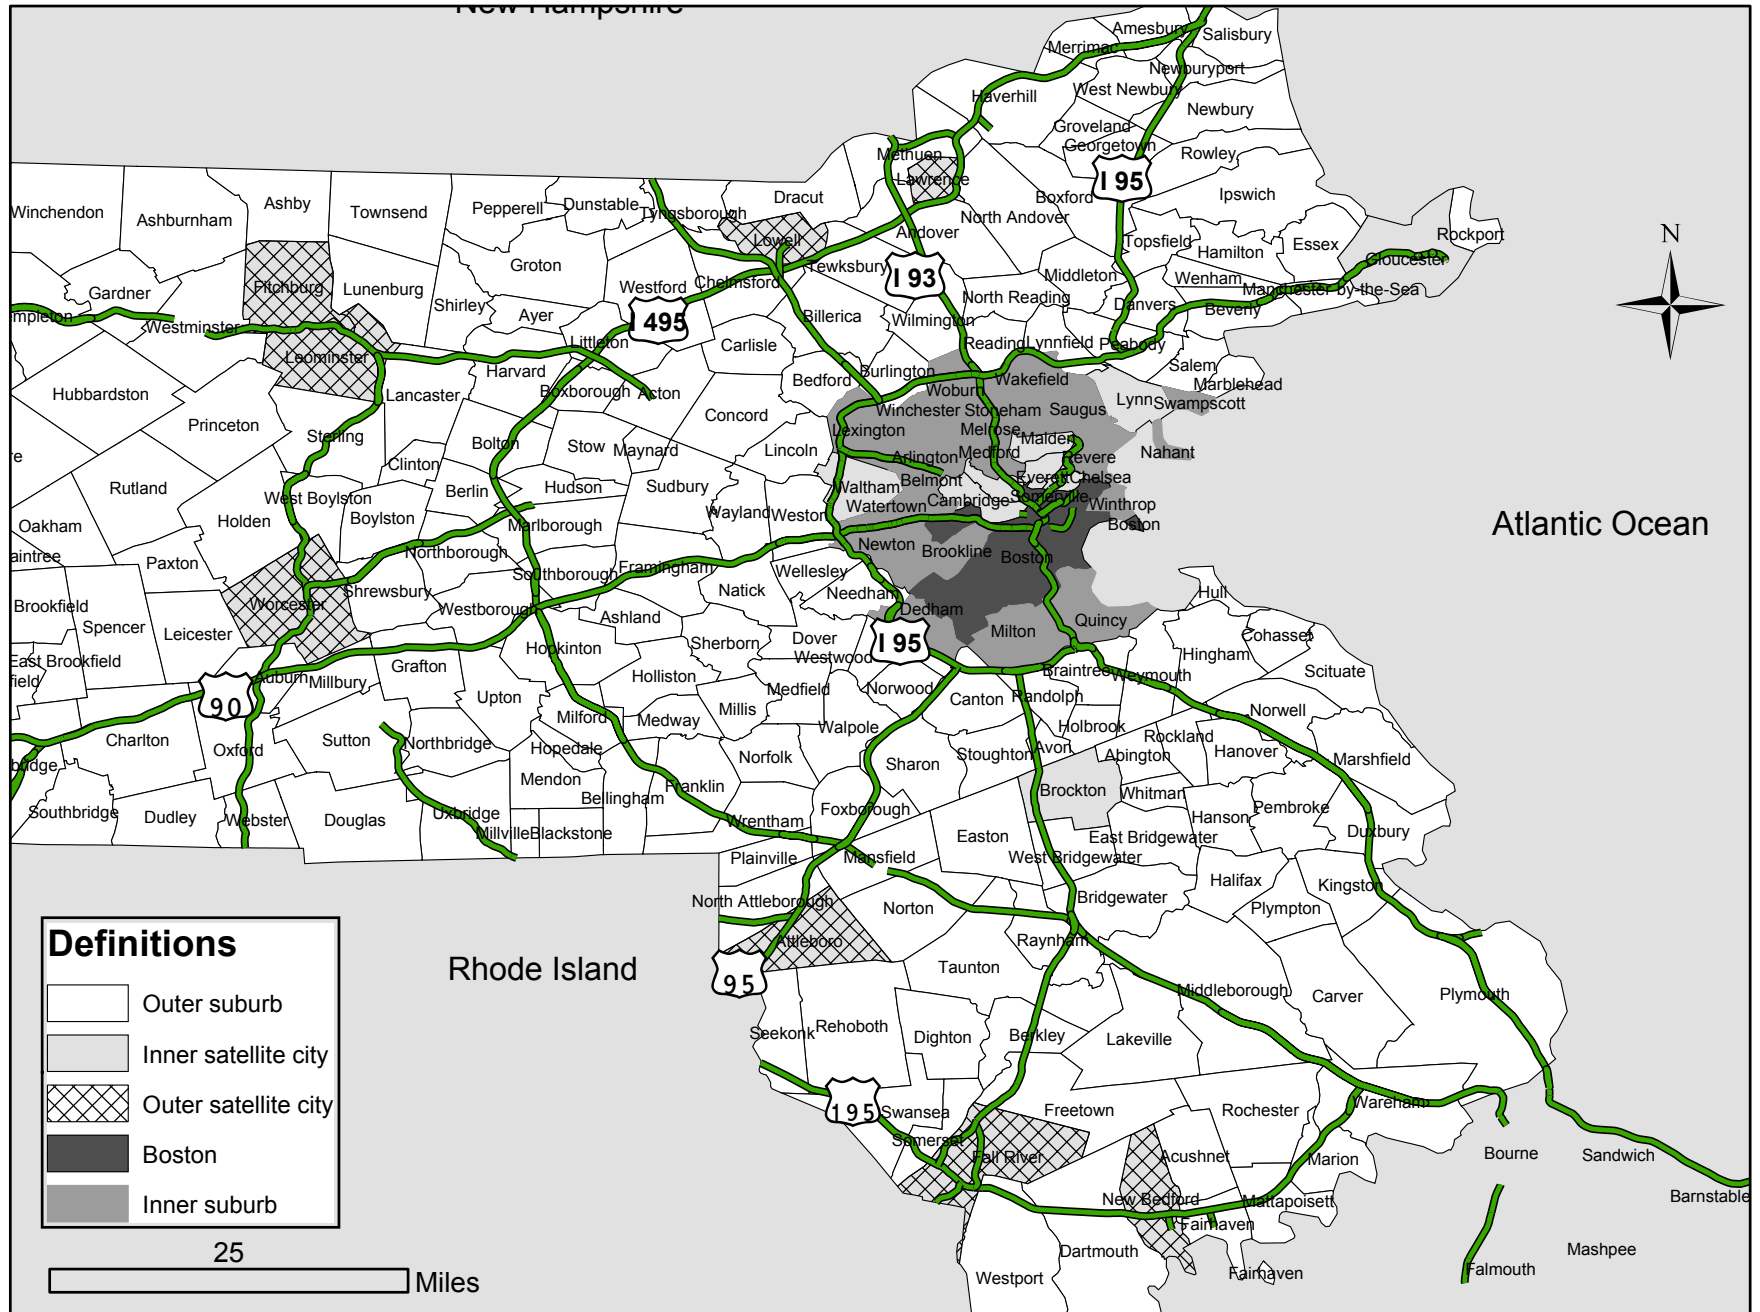 New Hampshire
Amesbury
Salisbury
Merrimac
Newburyport
West Newbury
Haverhill
Newbury
Groveland
Georgetown
Methuen
Rowley
Lawrence
I 95
Boxford
Ipswich
Winchendon
Ashburnham
Ashby
Townsend
Pepperell
Dunstable
Tyngsborough
Dracut
North Andover
Andover
Lowell
Topsfield
Hamilton
Essex
Rockport
N
Gloucester
Groton
Tewksbury
I 93
Middleton
Wenham
Manchester by-the-Sea
Gardner
Fitchburg
Lunenburg
Shirley
Westford
Chelmsford
North Reading
Danvers
Beverly
mpleton
Westminster
Ayer
I 495
Billerica
Wilmington
Leominster
Littleton
Carlisle
Reading
Lynnfield
Peabody
Hubbardston
Harvard
Boxborough
Acton
Bedford
Burlington
Woburn
Wakefield
Salem
Marblehead
Lancaster
Concord
Winchester
Stoneham
Saugus
Lynn
Swampscott
Princeton
Sterling
Bolton
Stow
Maynard
Lincoln
Lexington
Melrose
Malden
re
Clinton
Arlington
Medford
Revere
Nahant
Rutland
West Boylston
Berlin
Hudson
Sudbury
Waltham
Belmont
Everett
Chelsea
Oakham
Holden
Boylston
Marlborough
Wayland
Weston
Watertown
Cambridge
Somerville
Winthrop
Boston
Atlantic Ocean
aintree
Paxton
Northborough
Southborough
Framingham
Newton
Brookline
Boston
Brookfield
Worcester
Shrewsbury
Westborough
Natick
Wellesley
Needham
Dedham
Hull
Spencer
Leicester
Ashland
Sherborn
Dover
Westwood
I 95
Milton
Quincy
Cohasset
East Brookfield
field
Hopkinton
Hingham
Scituate
90
Auburn
Millbury
Grafton
Upton
Holliston
Medfield
Norwood
Canton
Braintree
Randolph
Weymouth
Milford
Medway
Millis
Walpole
Holbrook
Norwell
Charlton
Oxford
Sutton
Northbridge
Hopedale
Norfolk
Sharon
Stoughton
Avon
Abington
Rockland
Hanover
Marshfield
bridge
Mendon
Bellingham
Franklin
Brockton
Whitman
Southbridge
Dudley
Webster
Douglas
Uxbridge
Millville
Blackstone
Wrentham
Foxborough
Easton
East Bridgewater
Hanson
Pembroke
Duxbury
Plainville
Mansfield
West Bridgewater
North Attleborough
Norton
Bridgewater
Halifax
Kingston
Plympton
Attleboro
Raynham
Rhode Island
95
Taunton
Middleborough
Carver
Plymouth
Seekonk
Rehoboth
Dighton
Berkley
Lakeville
195
Swansea
Freetown
Rochester
Wareham
Somerset
Fall River
Acushnet
Marion
Bourne
Sandwich
New Bedford
Mattapoisett
Barnstable
Fairhaven
Dartmouth
Mashpee
Westport
Fairhaven
Falmouth
Definitions
Outer suburb
Inner satellite city
Outer satellite city
Boston
Inner suburb
25
Miles